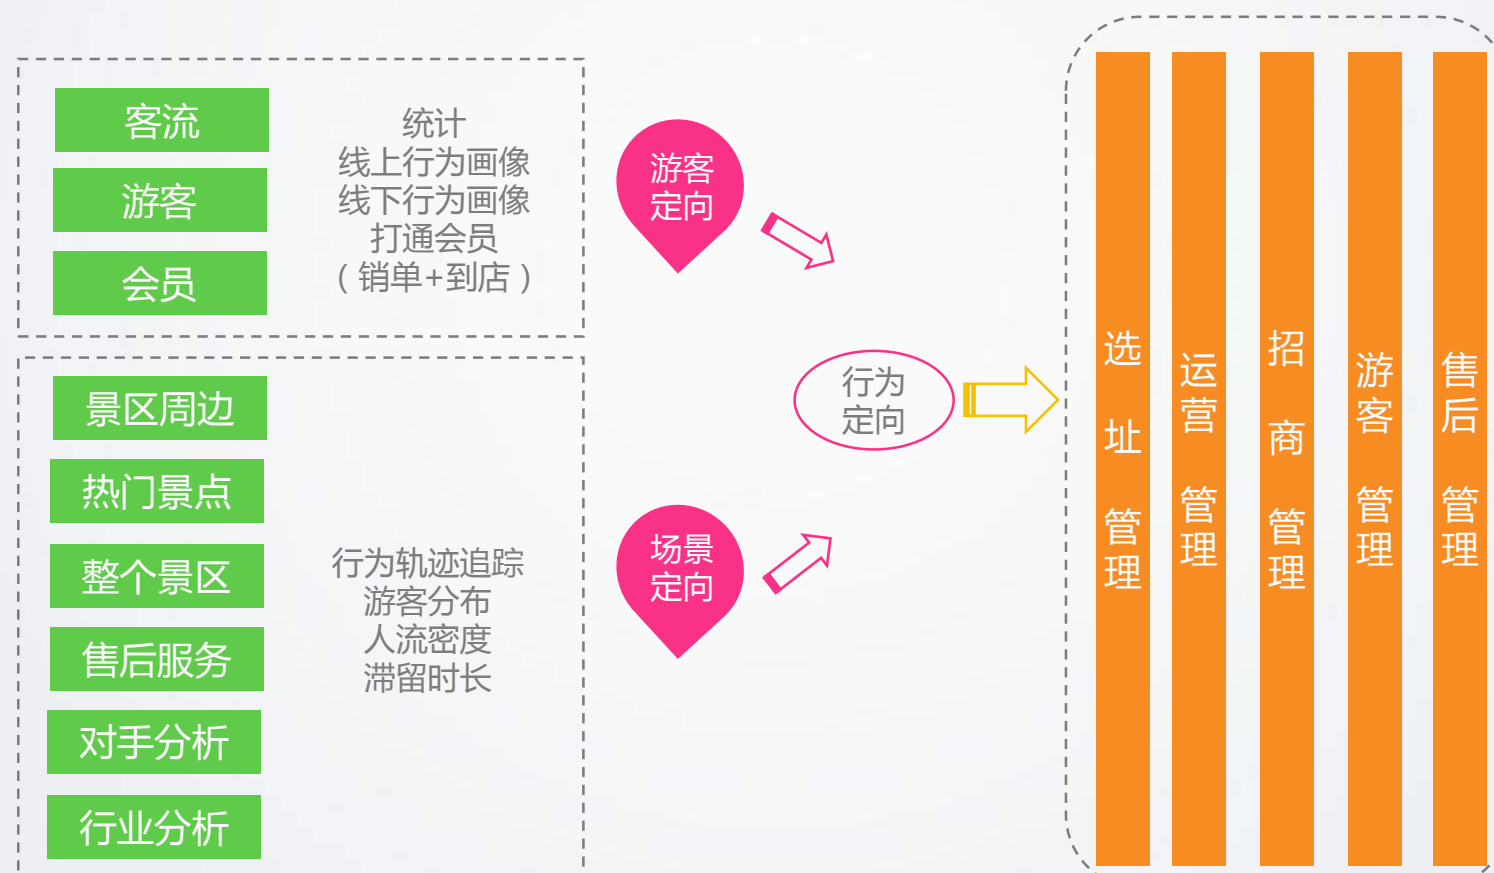 客流
游客
会员
统计
线上行为画像
线下行为画像
打通会员
（销单+到店）
游客
定向
景区周边
热门景点
整个景区
售后服务
对手分析
行业分析
行为轨迹追踪
游客分布
人流密度
滞留时长
场景
定向
行为
定向
选址管理
运营管理
招商管理
游客管理
售后管理